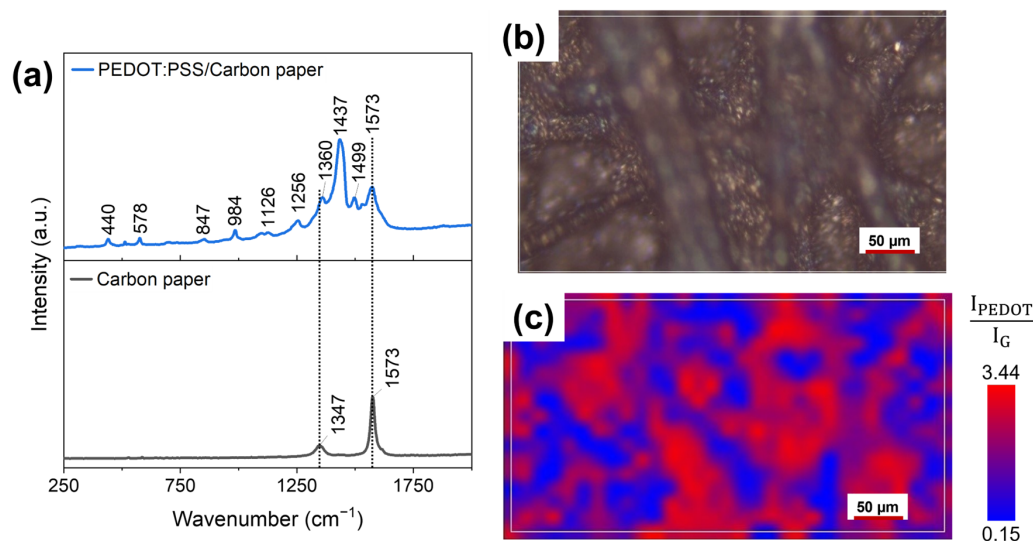 (a)
PEDOT:PSS/Carbon paper
440
578
847
984
1126
1256
1360
1437
1499
1573
Carbon paper
1347
1573
Intensity (a.u.)
250
750
1250
1750
Wavenumber (cm⁻¹)
(b)
50 µm
(c)
50 µm
I_PEDOT
I_G
3.44
0.15